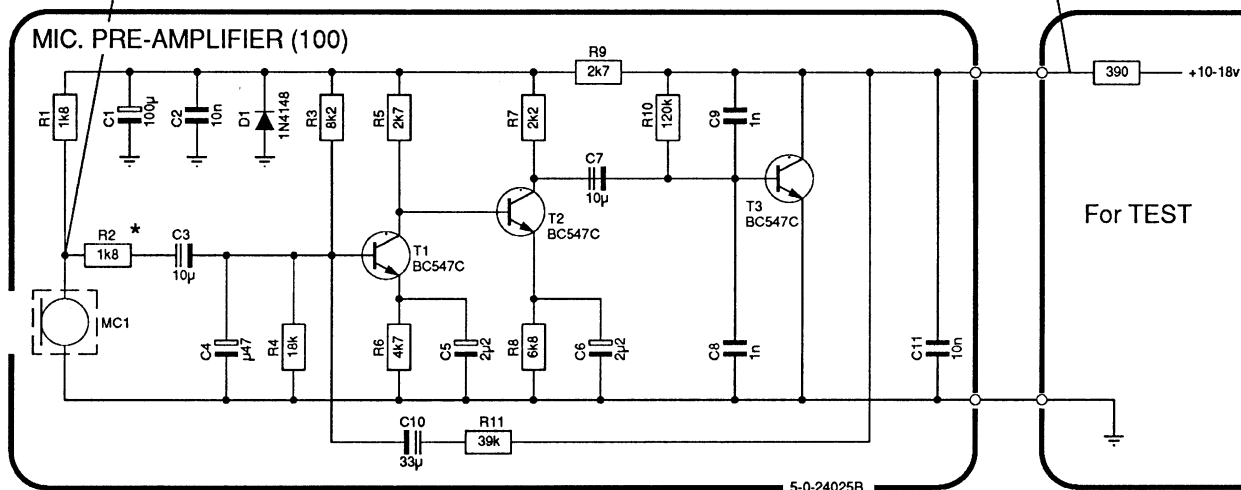 MIC. PRE-AMPLIFIER (100)
R9
2k7
390
+10-18v
R1
1k8
C1
100µ
C2
10n
D1
1N4148
R3
8k2
R5
2k7
R7
2k2
R10
120k
C9
1n
C7
10µ
T2
BC547C
T3
BC547C
For TEST
R2
1k8
*
C3
10µ
T1
BC547C
MC1
C4
µ47
R4
18k
R6
4k7
C5
2µ2
R8
6k8
C6
2µ2
C8
1n
C11
10n
C10
33µ
R11
39k
5-0-24025B